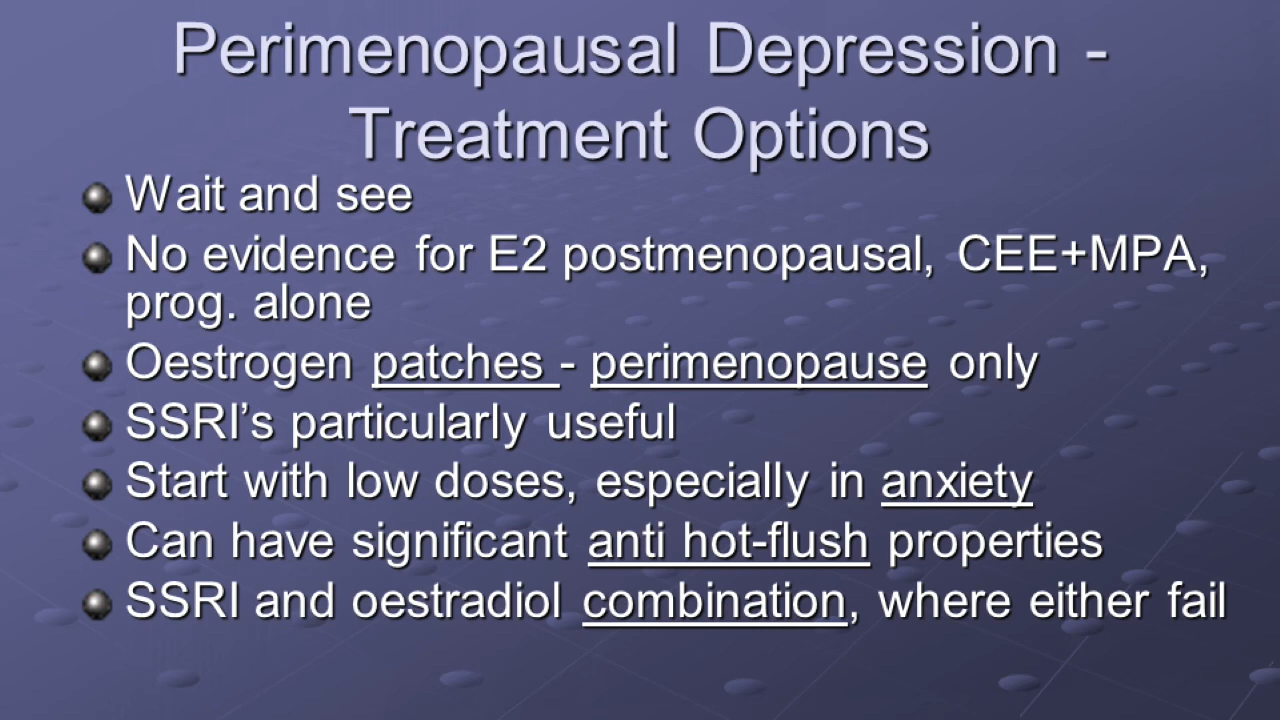 Perimenopausal Depression -
Treatment Options
Wait and see
No evidence for E2 postmenopausal, CEE+MPA,
prog. alone
Oestrogen patches - perimenopause only
SSRI’s particularly useful
Start with low doses, especially in anxiety
Can have significant anti hot-flush properties
SSRI and oestradiol combination, where either fail